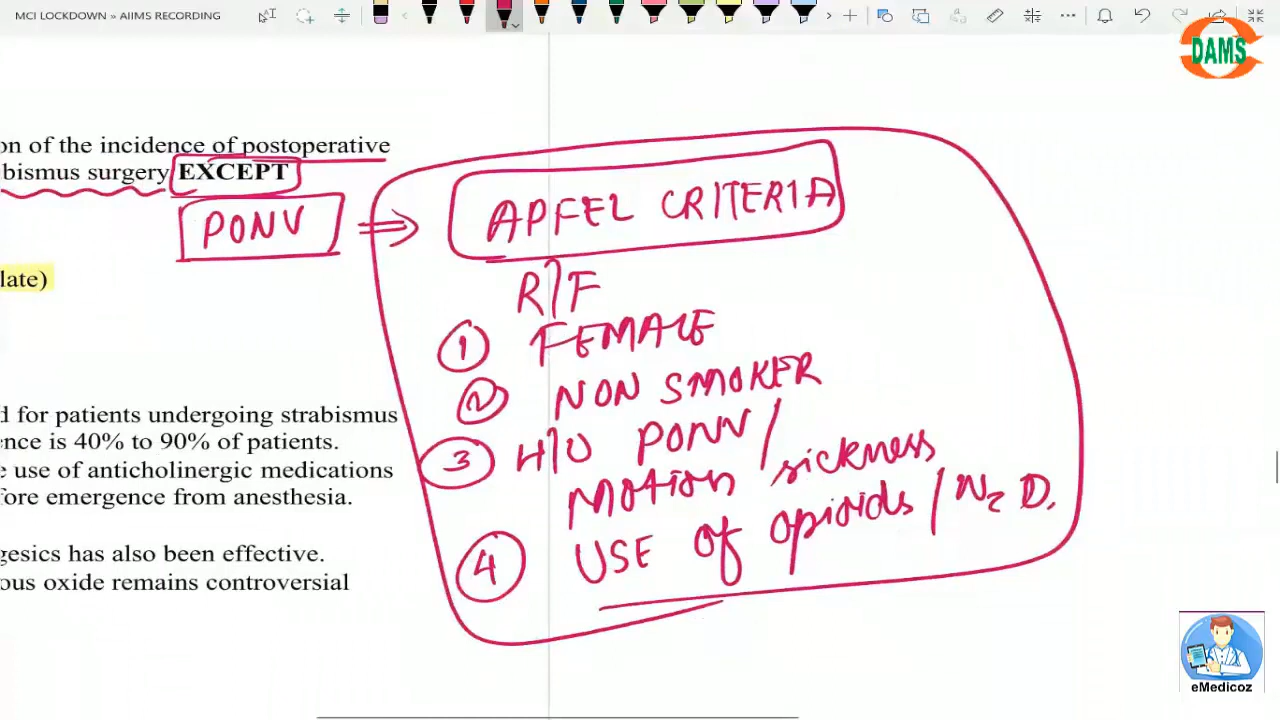 MCI LOCKDOWN » AIIMS RECORDING
DAMS
on of the incidence of postoperative
bismus surgery EXCEPT
PONV ⇒ APFEL CRITERIA
late)
R/F
1 FEMALE
2 NON SMOKER
3 H/O PONV/
Motion sickness
4 USE of opioids / N2O.
d for patients undergoing strabismus
ence is 40% to 90% of patients.
e use of anticholinergic medications
fore emergence from anesthesia.
gesics has also been effective.
ous oxide remains controversial
eMedicoz